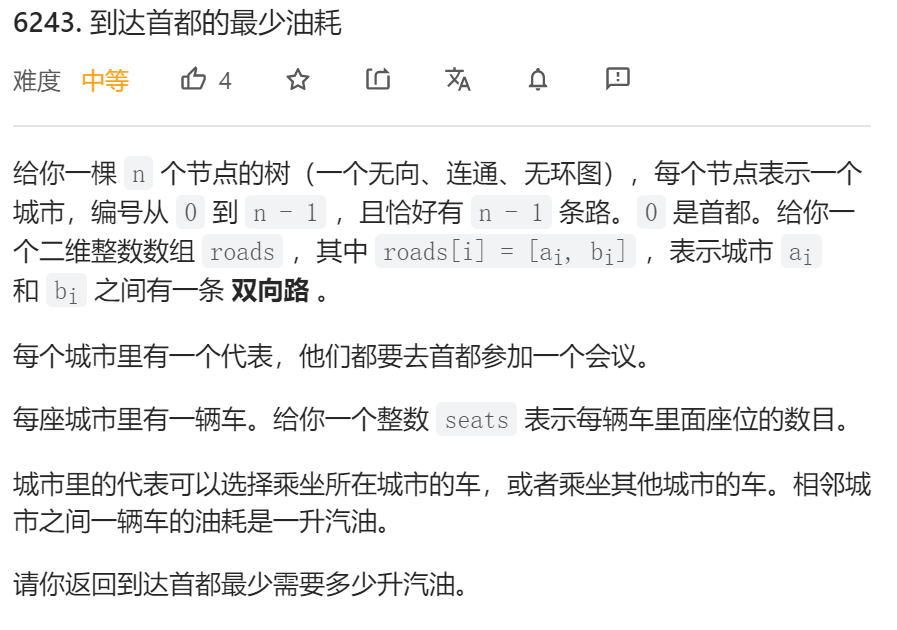 6243. 到达首都的最少油耗
难度 中等 4
给你一棵 n 个节点的树（一个无向、连通、无环图），每个节点表示一个
城市，编号从 0 到 n - 1 ，且恰好有 n - 1 条路。0 是首都。给你一
个二维整数数组 roads ，其中 roads[i] = [ai, bi] ，表示城市 ai
和 bi 之间有一条 双向路 。
每个城市里有一个代表，他们都要去首都参加一个会议。
每座城市里有一辆车。给你一个整数 seats 表示每辆车里面座位的数目。
城市里的代表可以选择乘坐所在城市的车，或者乘坐其他城市的车。相邻城
市之间一辆车的油耗是一升汽油。
请你返回到达首都最少需要多少升汽油。